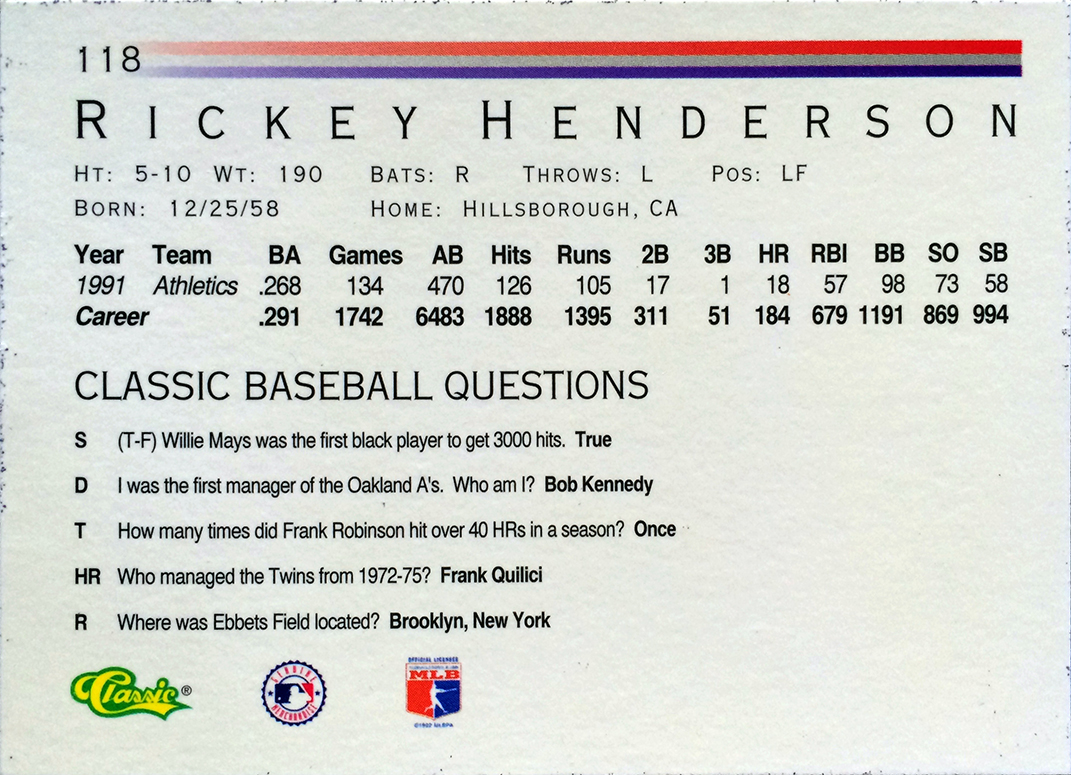 118
RICKEY HENDERSON
HT: 5-10 WT: 190 BATS: R THROWS: L POS: LF
BORN: 12/25/58 HOME: HILLSBOROUGH, CA
Year Team BA Games AB Hits Runs 2B 3B HR RBI BB SO SB
1991 Athletics .268 134 470 126 105 17 1 18 57 98 73 58
Career .291 1742 6483 1888 1395 311 51 184 679 1191 869 994
CLASSIC BASEBALL QUESTIONS
S (T-F) Willie Mays was the first black player to get 3000 hits. True
D I was the first manager of the Oakland A's. Who am I? Bob Kennedy
T How many times did Frank Robinson hit over 40 HRs in a season? Once
HR Who managed the Twins from 1972-75? Frank Quilici
R Where was Ebbets Field located? Brooklyn, New York
Classic®
GENUINE MERCHANDISE
OFFICIAL LICENSEE
MLB
©1992 MLBPA